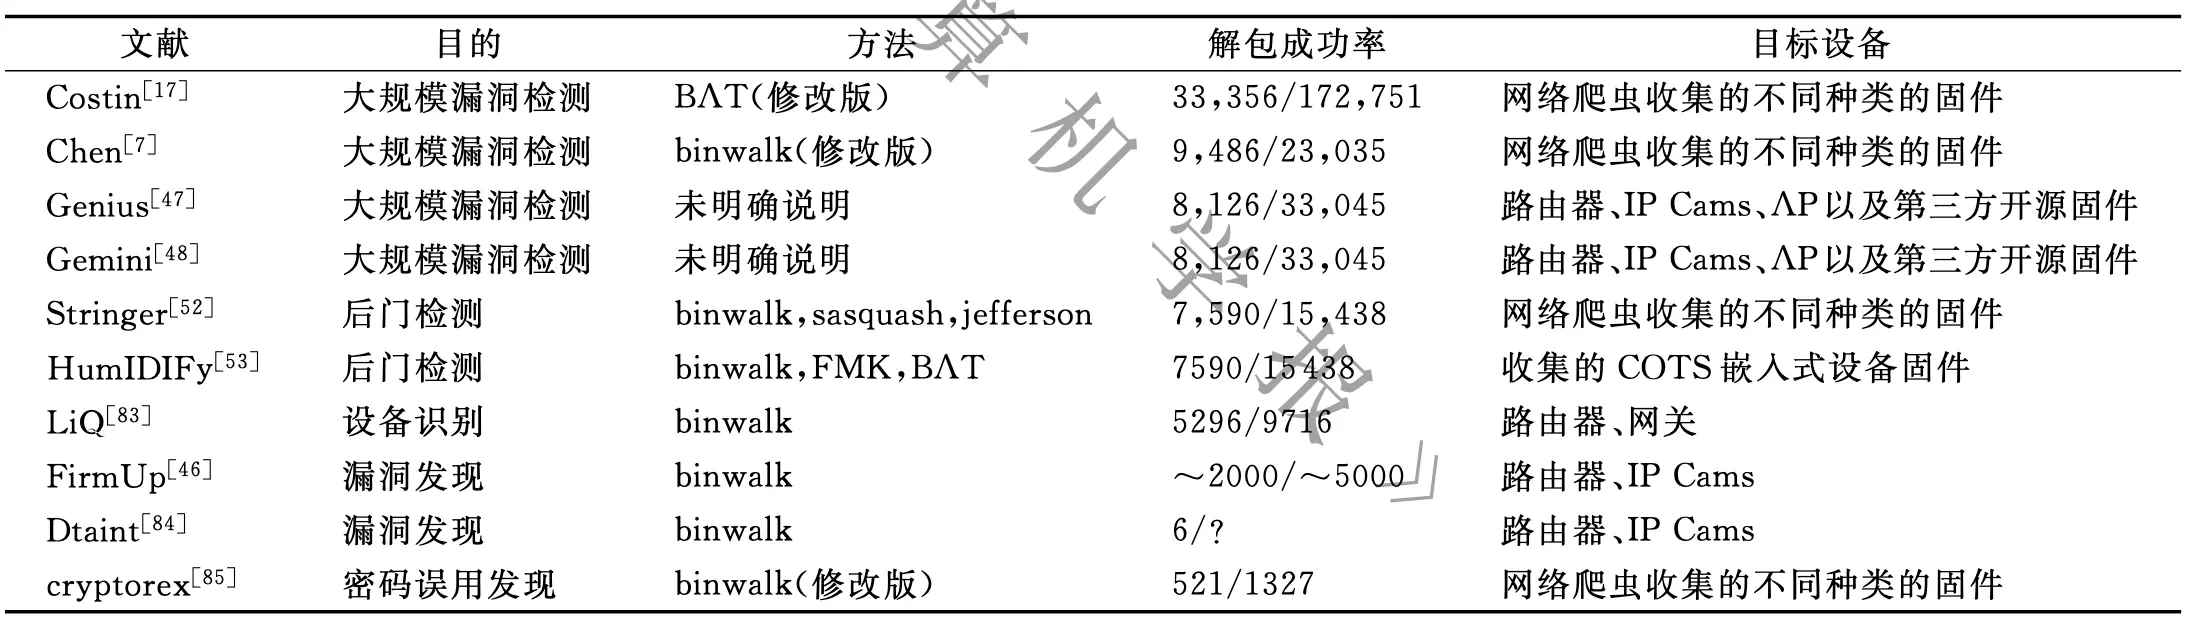 文献 目的 方法 解包成功率 目标设备
Costin[17] 大规模漏洞检测 BAT(修改版) 33,356/172,751 网络爬虫收集的不同种类的固件
Chen[7] 大规模漏洞检测 binwalk(修改版) 9,486/23,035 网络爬虫收集的不同种类的固件
Genius[47] 大规模漏洞检测 未明确说明 8,126/33,045 路由器、IP Cams、AP以及第三方开源固件
Gemini[48] 大规模漏洞检测 未明确说明 8,126/33,045 路由器、IP Cams、AP以及第三方开源固件
Stringer[52] 后门检测 binwalk,sasquash,jefferson 7,590/15,438 网络爬虫收集的不同种类的固件
HumIDIFy[53] 后门检测 binwalk,FMK,BAT 7590/15438 收集的COTS嵌入式设备固件
LiQ[83] 设备识别 binwalk 5296/9716 路由器、网关
FirmUp[46] 漏洞发现 binwalk ～2000/～5000 路由器、IP Cams
Dtaint[84] 漏洞发现 binwalk 6/? 路由器、IP Cams
cryptorex[85] 密码误用发现 binwalk(修改版) 521/1327 网络爬虫收集的不同种类的固件
算机学报》